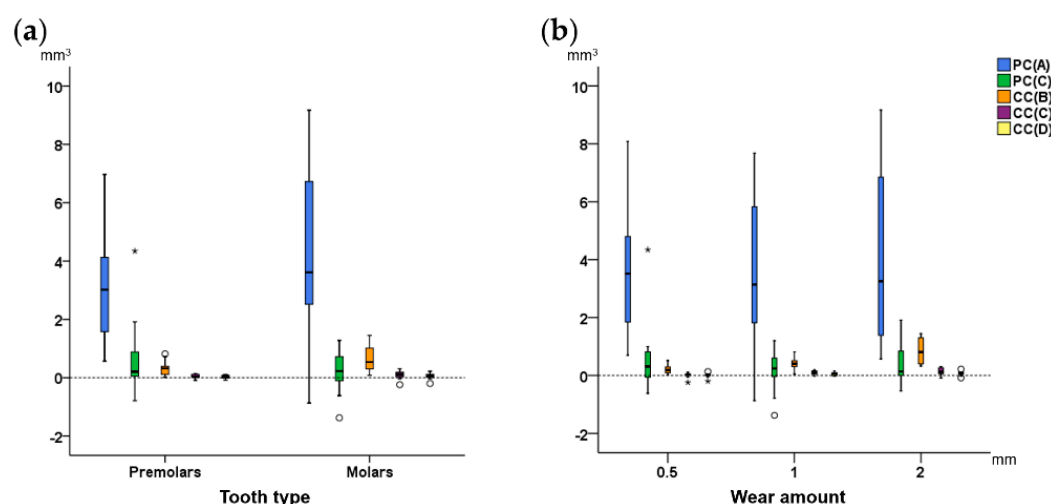 (a)
mm³
10
8
6
4
2
0
-2
Premolars Molars
Tooth type
(b)
mm³
10
8
6
4
2
0
-2
0.5 1 2 mm
Wear amount
PC(A)
PC(C)
CC(B)
CC(C)
CC(D)